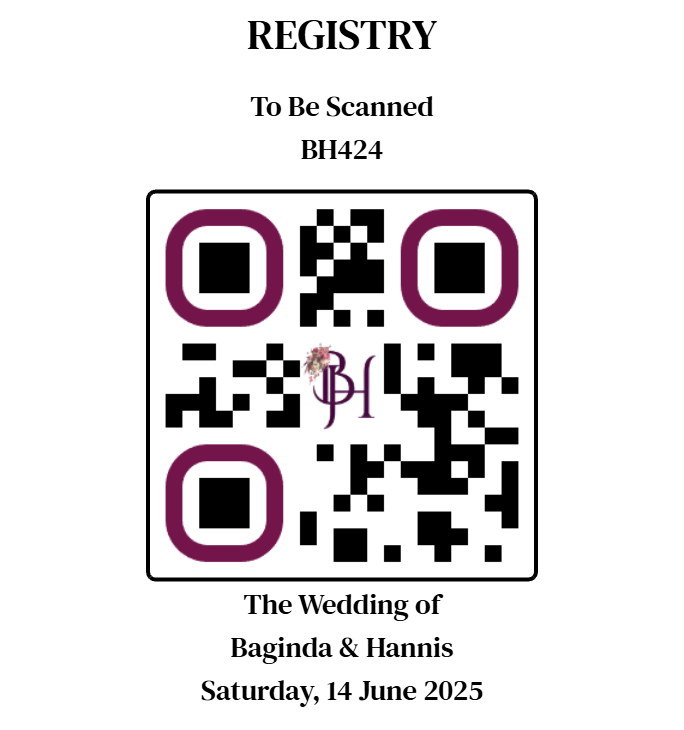 REGISTRY
To Be Scanned
BH424
BH
The Wedding of
Baginda & Hannis
Saturday, 14 June 2025